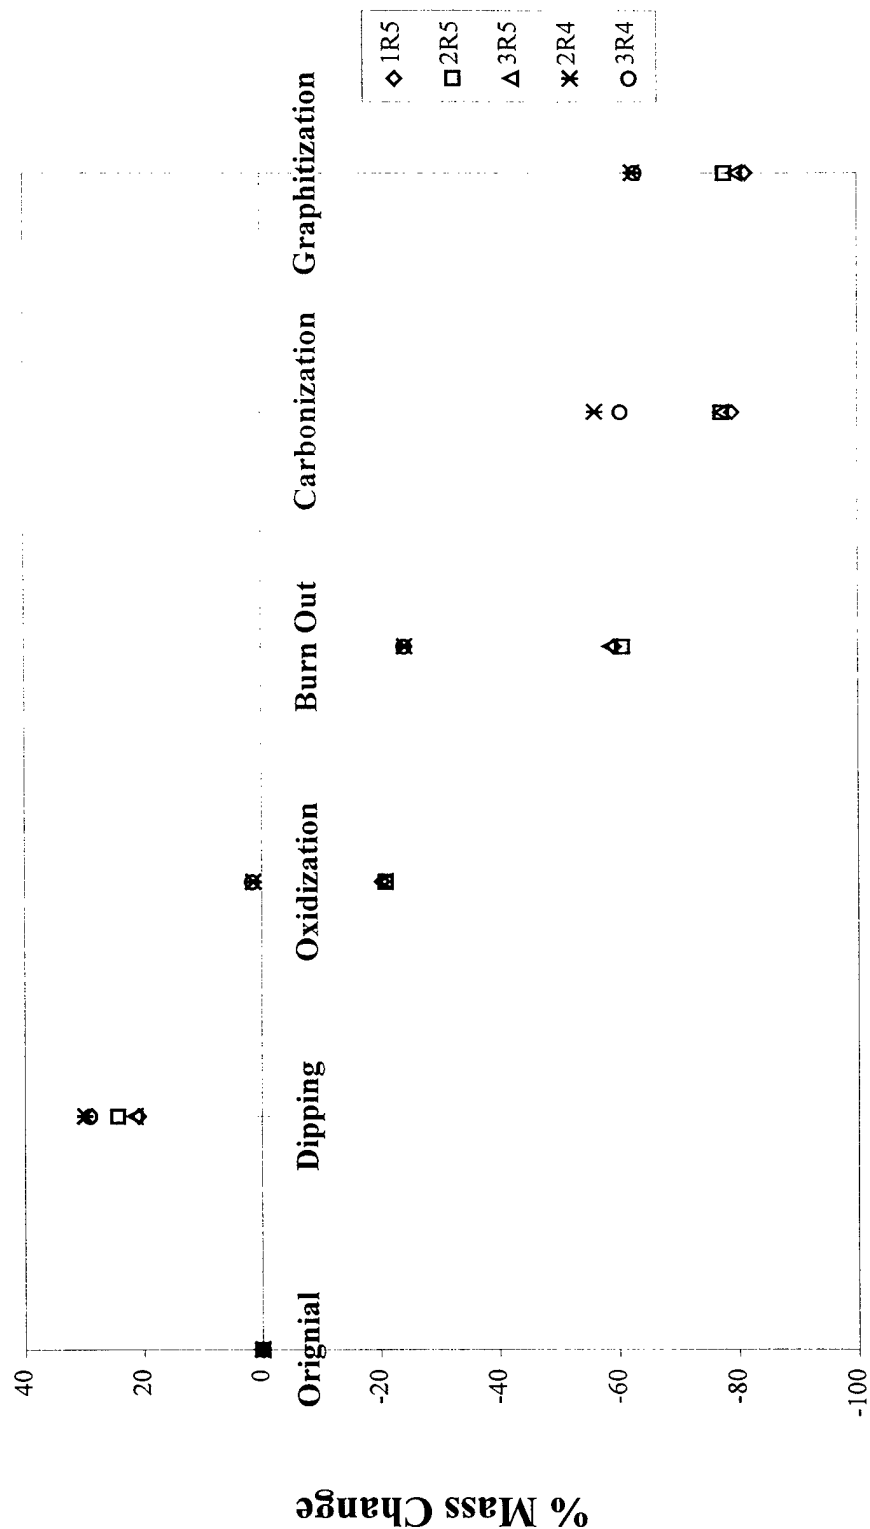 % Mass Change
40
20
0
-20
-40
-60
-80
-100
Orignial
Dipping
Oxidization
Burn Out
Carbonization
Graphitization
1R5
2R5
3R5
2R4
3R4